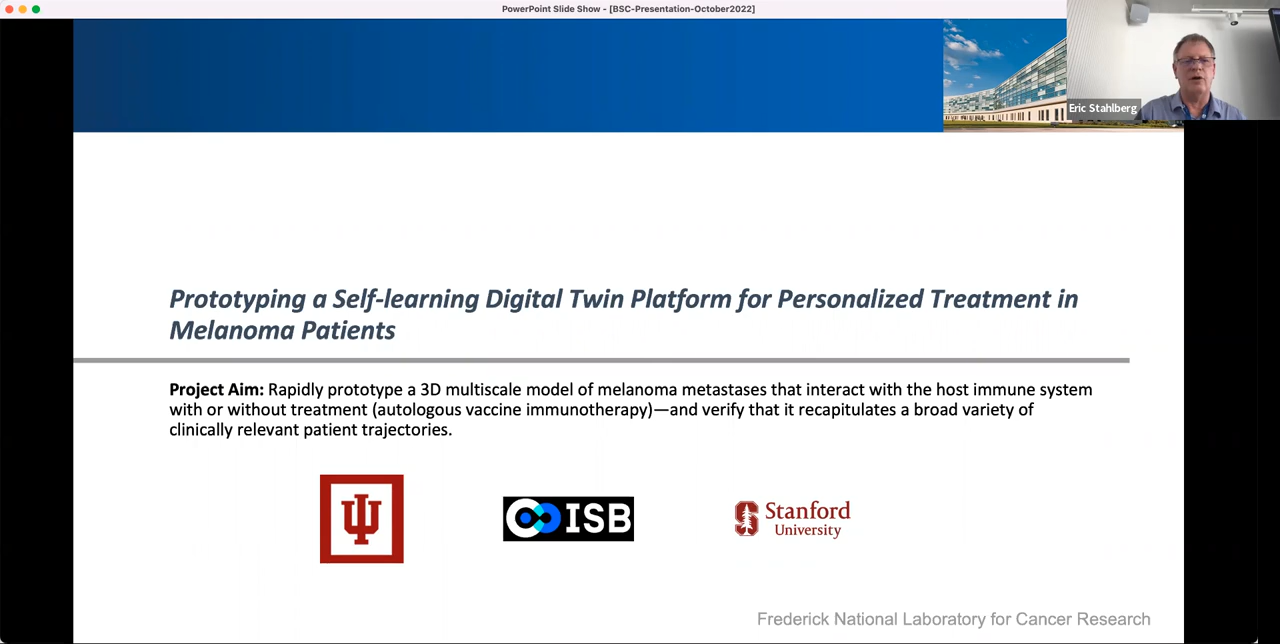 PowerPoint Slide Show - [BSC-Presentation-October2022]
Eric Stahlberg
Prototyping a Self-learning Digital Twin Platform for Personalized Treatment in
Melanoma Patients
Project Aim: Rapidly prototype a 3D multiscale model of melanoma metastases that interact with the host immune system
with or without treatment (autologous vaccine immunotherapy)—and verify that it recapitulates a broad variety of
clinically relevant patient trajectories.
ISB
Stanford
University
Frederick National Laboratory for Cancer Research